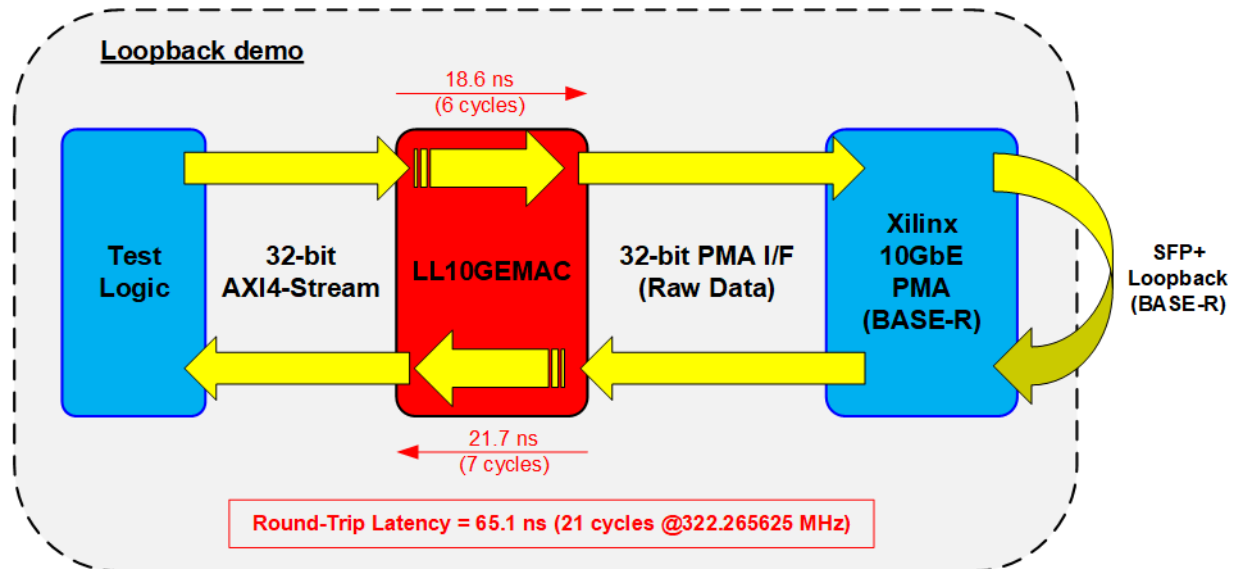 Loopback demo
18.6 ns
(6 cycles)
Test
Logic
32-bit
AXI4-Stream
LL10GEMAC
32-bit PMA I/F
(Raw Data)
Xilinx
10GbE
PMA
(BASE-R)
SFP+
Loopback
(BASE-R)
21.7 ns
(7 cycles)
Round-Trip Latency = 65.1 ns (21 cycles @322.265625 MHz)